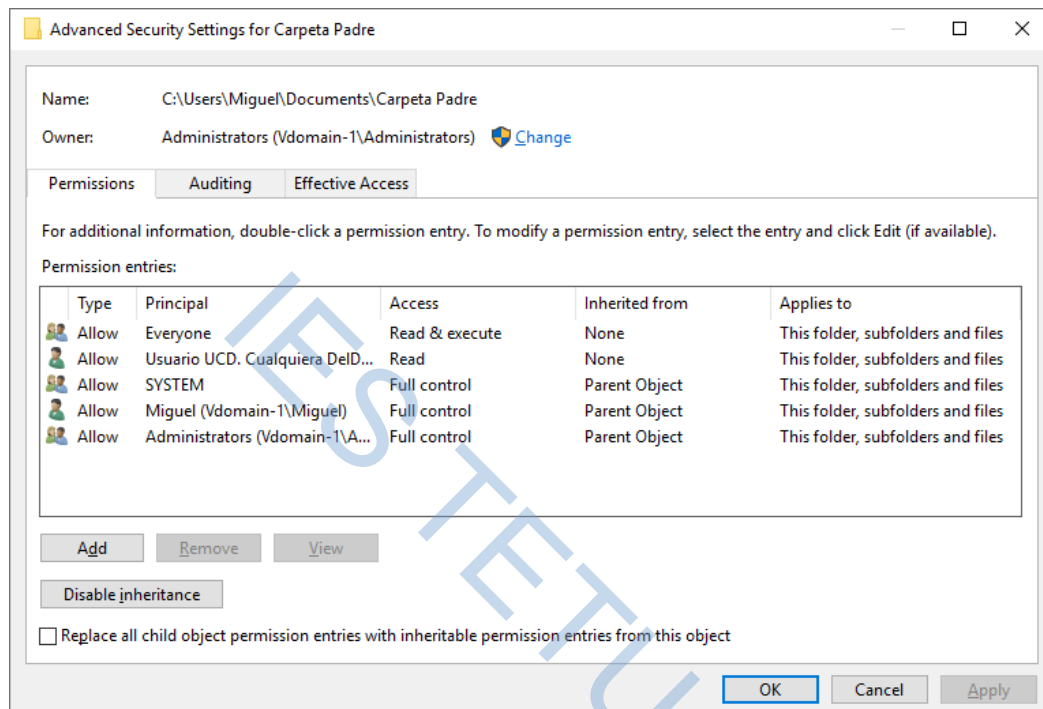 Advanced Security Settings for Carpeta Padre
Name: C:\Users\Miguel\Documents\Carpeta Padre
Owner: Administrators (Vdomain-1\Administrators) Change
Permissions Auditing Effective Access
For additional information, double-click a permission entry. To modify a permission entry, select the entry and click Edit (if available).
Permission entries:
Type Principal Access Inherited from Applies to
Allow Everyone Read & execute None This folder, subfolders and files
Allow Usuario UCD. Cualquiera DelD... Read None This folder, subfolders and files
Allow SYSTEM Full control Parent Object This folder, subfolders and files
Allow Miguel (Vdomain-1\Miguel) Full control Parent Object This folder, subfolders and files
Allow Administrators (Vdomain-1\A... Full control Parent Object This folder, subfolders and files
Add Remove View
Disable inheritance
Replace all child object permission entries with inheritable permission entries from this object
OK Cancel Apply
IES TETU